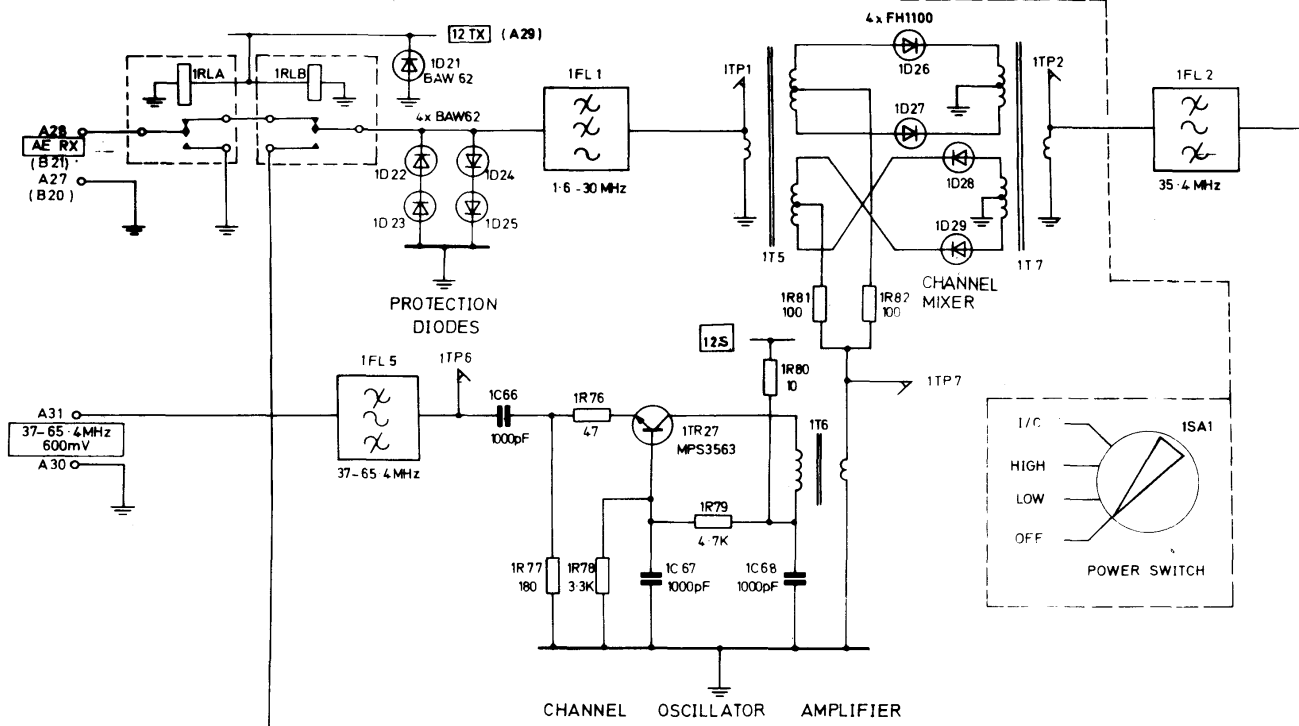 4 x FH1100
12 TX (A29)
1RLA
1RLB
1D21
BAW 62
1FL 1
1TP1
1D26
1TP2
1FL 2
4x BAW62
1D27
A28
AE RX
(B21)
A27
(B20)
1D22
1D24
1·6 -30 MHz
1D28
35·4 MHz
1D23
1D25
1D29
1T5
1T7
PROTECTION
DIODES
1R81
100
1R82
100
CHANNEL
MIXER
12S
1FL 5
1TP6
1R80
10
1TP7
1C66
1R76
A31
1000pF
47
1TR27
MPS3563
1T6
I/C
1SA1
37-65·4MHz
600mV
A30
37-65 4 MHz
HIGH
LOW
OFF
1R79
4·7K
1R77
180
1R78
3·3K
1C67
1000pF
1C68
1000pF
POWER SWITCH
CHANNEL OSCILLATOR AMPLIFIER